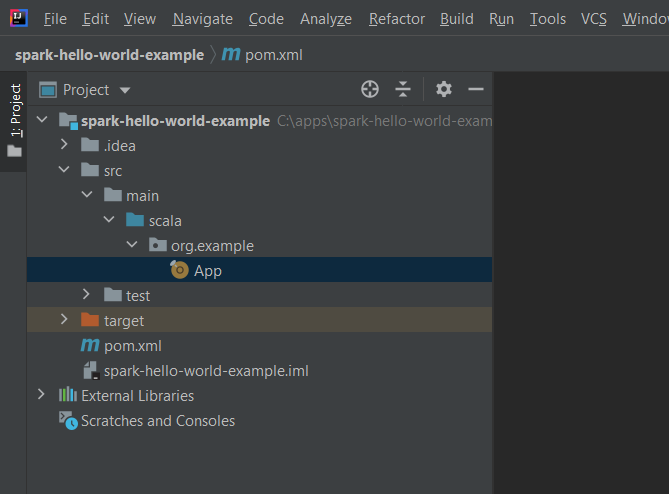 IJ File Edit View Navigate Code Analyze Refactor Build Run Tools VCS Windo
spark-hello-world-example m pom.xml
1: Project
Project
spark-hello-world-example C:\apps\spark-hello-world-exam
.idea
src
main
scala
org.example
App
test
target
m pom.xml
spark-hello-world-example.iml
External Libraries
Scratches and Consoles